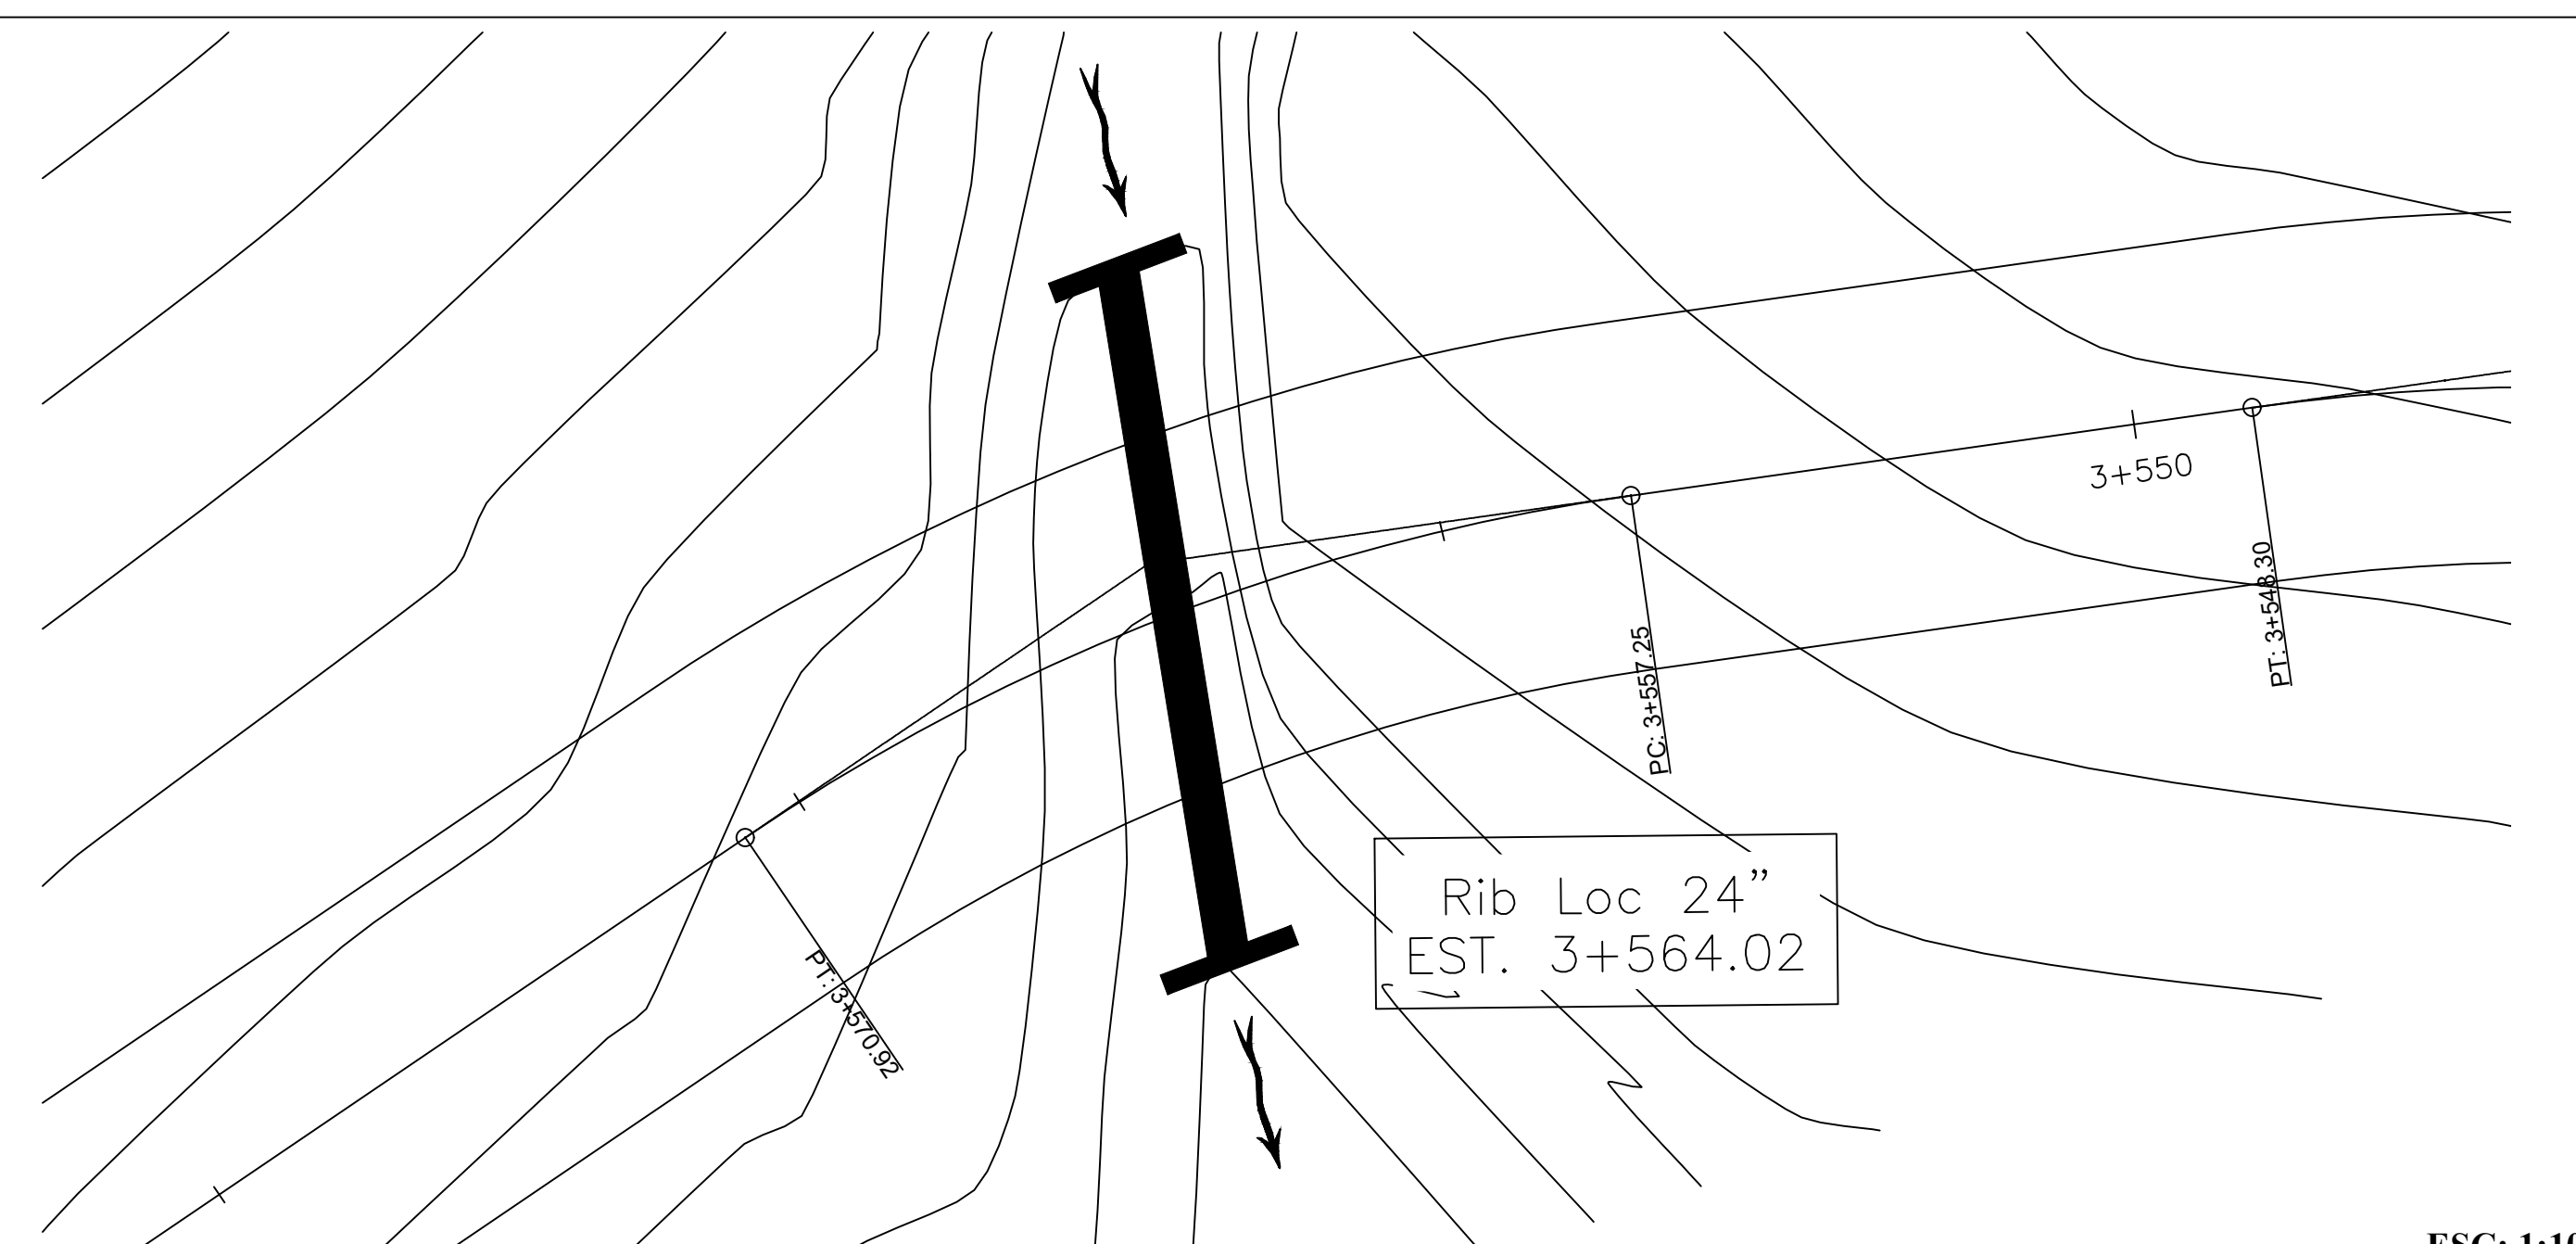 3+550
PT: 3+548.30
PC: 3+557.25
Rib Loc 24”
EST. 3+564.02
PT: 3+570.92